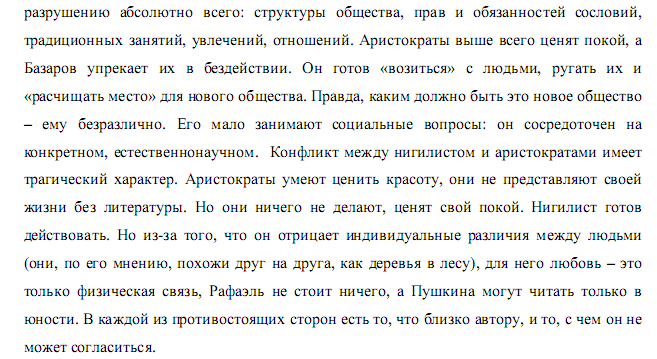 разрушению абсолютно всего: структуры общества, прав и обязанностей сословий,
традиционных занятий, увлечений, отношений. Аристократы выше всего ценят покой, а
Базаров упрекает их в бездействии. Он готов «возиться» с людьми, ругать их и
«расчищать место» для нового общества. Правда, каким должно быть это новое общество
– ему безразлично. Его мало занимают социальные вопросы: он сосредоточен на
конкретном, естественнонаучном. Конфликт между нигилистом и аристократами имеет
трагический характер. Аристократы умеют ценить красоту, они не представляют своей
жизни без литературы. Но они ничего не делают, ценят свой покой. Нигилист готов
действовать. Но из-за того, что он отрицает индивидуальные различия между людьми
(они, по его мнению, похожи друг на друга, как деревья в лесу), для него любовь – это
только физическая связь, Рафаэль не стоит ничего, а Пушкина могут читать только в
юности. В каждой из противостоящих сторон есть то, что близко автору, и то, с чем он не
может согласиться.